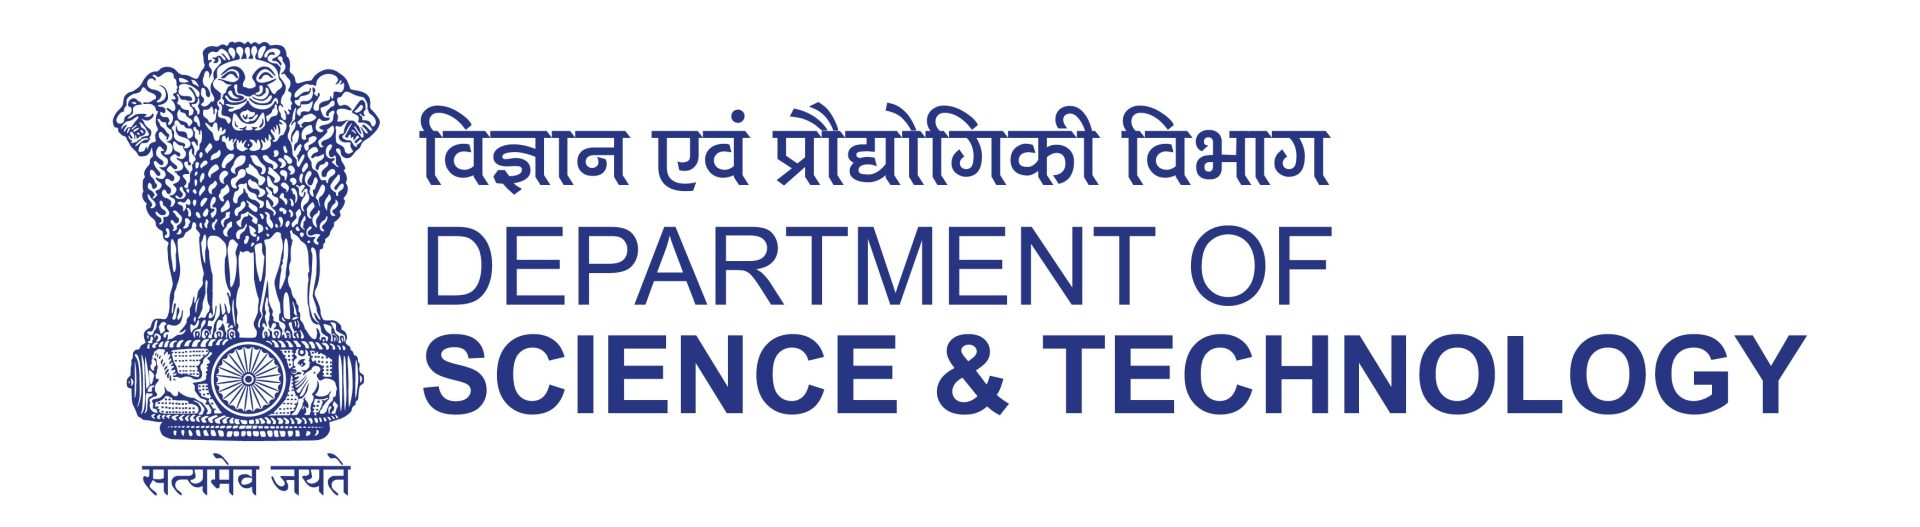 विज्ञान एवं प्रौद्योगिकी विभाग
DEPARTMENT OF
SCIENCE & TECHNOLOGY
सत्यमेव जयते